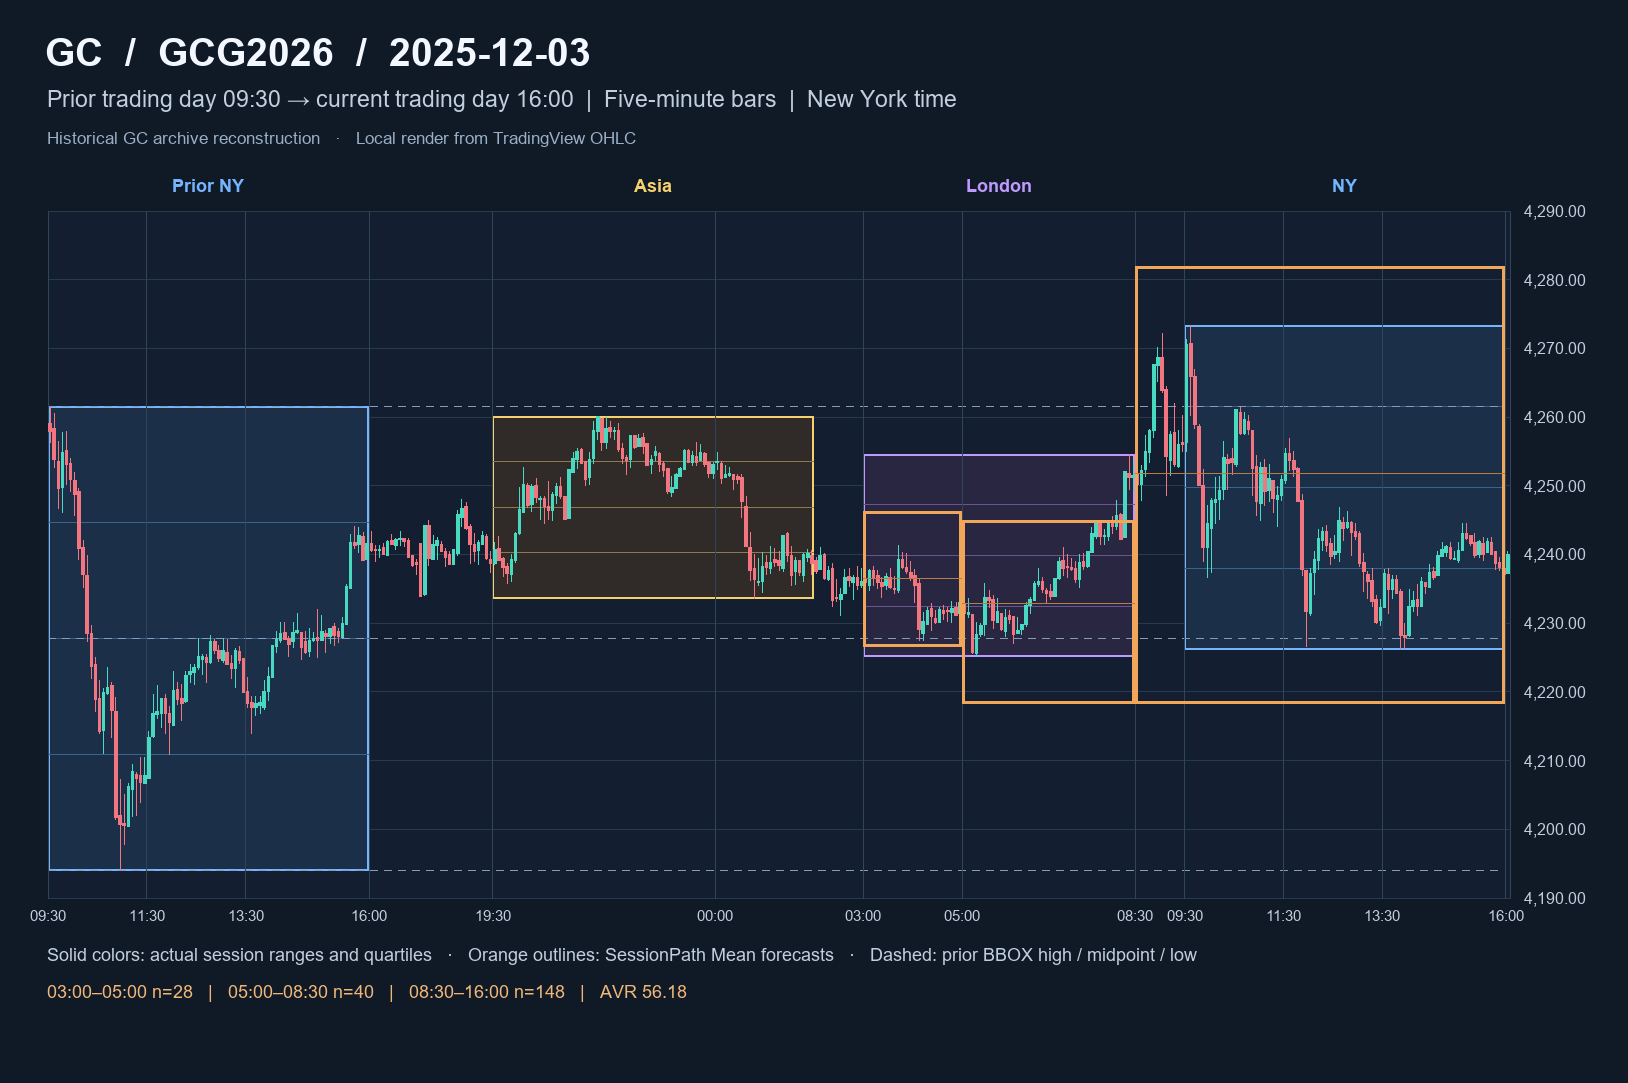 GC / GCG2026 / 2025-12-03
Prior trading day 09:30 → current trading day 16:00 | Five-minute bars | New York time
Historical GC archive reconstruction · Local render from TradingView OHLC
Prior NY Asia London NY
4,290.00
4,280.00
4,270.00
4,260.00
4,250.00
4,240.00
4,230.00
4,220.00
4,210.00
4,200.00
4,190.00
09:30 11:30 13:30 16:00 19:30 00:00 03:00 05:00 08:30 09:30 11:30 13:30 16:00
Solid colors: actual session ranges and quartiles · Orange outlines: SessionPath Mean forecasts · Dashed: prior BBOX high / midpoint / low
03:00–05:00 n=28 | 05:00–08:30 n=40 | 08:30–16:00 n=148 | AVR 56.18